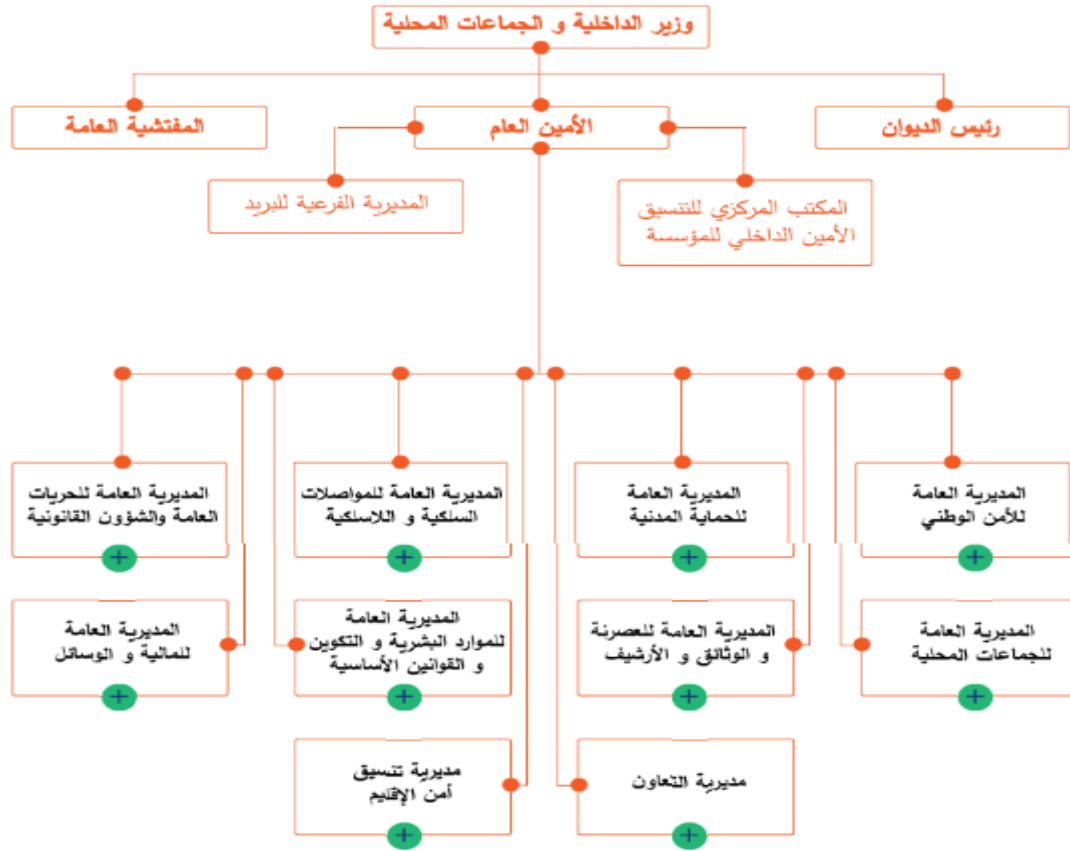 وزير الداخلية و الجماعات المحلية
رئيس الديوان
الأمين العام
المفتشية العامة
المكتب المركزي للتنسيق
الأمين الداخلي للمؤسسة
المديرية الفرعية للبريد
المديرية العامة
للأمن الوطني
المديرية العامة
للحماية المدنية
المديرية العامة للمواصلات
السلكية و اللاسلكية
المديرية العامة للحريات
العامة والشؤون القانونية
المديرية العامة
للجماعات المحلية
المديرية العامة للعصرنة
و الوثائق و الأرشيف
المديرية العامة
للموارد البشرية و التكوين
و القوانين الأساسية
المديرية العامة
للمالية و الوسائل
مديرية التعاون
مديرية تنسيق
أمن الإقليم